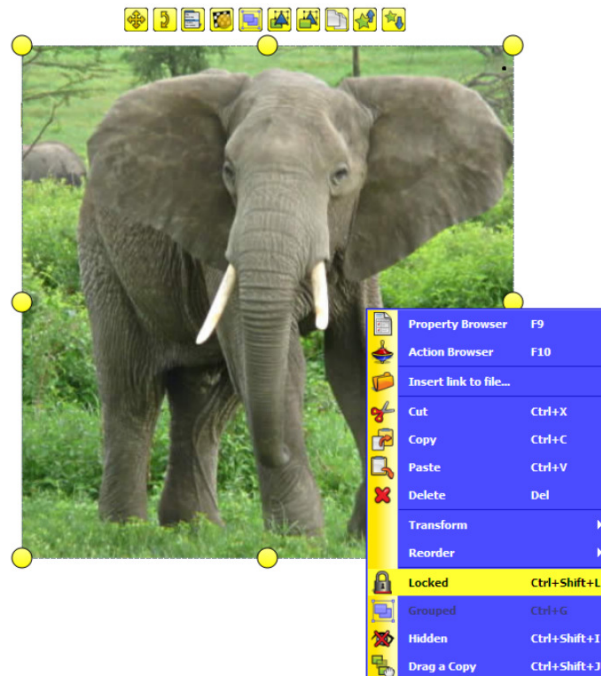 Property Browser F9
Action Browser F10
Insert link to file...
Cut Ctrl+X
Copy Ctrl+C
Paste Ctrl+V
Delete Del
Transform
Reorder
Locked Ctrl+Shift+L
Grouped Ctrl+G
Hidden Ctrl+Shift+I
Drag a Copy Ctrl+Shift+J